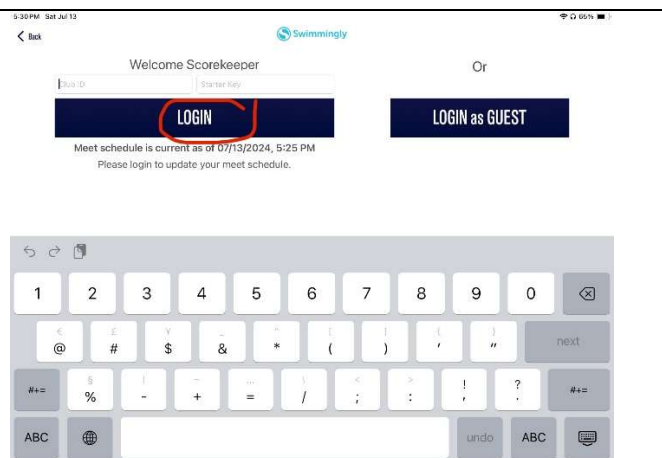 5:30 PM Sat Jul 13
65%
Back
Swimmingly
Welcome Scorekeeper
Or
Club ID
Starter Key
LOGIN
LOGIN as GUEST
Meet schedule is current as of 07/13/2024, 5:25 PM
Please login to update your meet schedule.
1 2 3 4 5 6 7 8 9 0
€ £ ¥ _ ^ [ ] { }
@ # $ & * ( ) ' " next
§ | ~ … \ < >
#+= % - + = / ; : ! , ? . #+=
ABC undo ABC